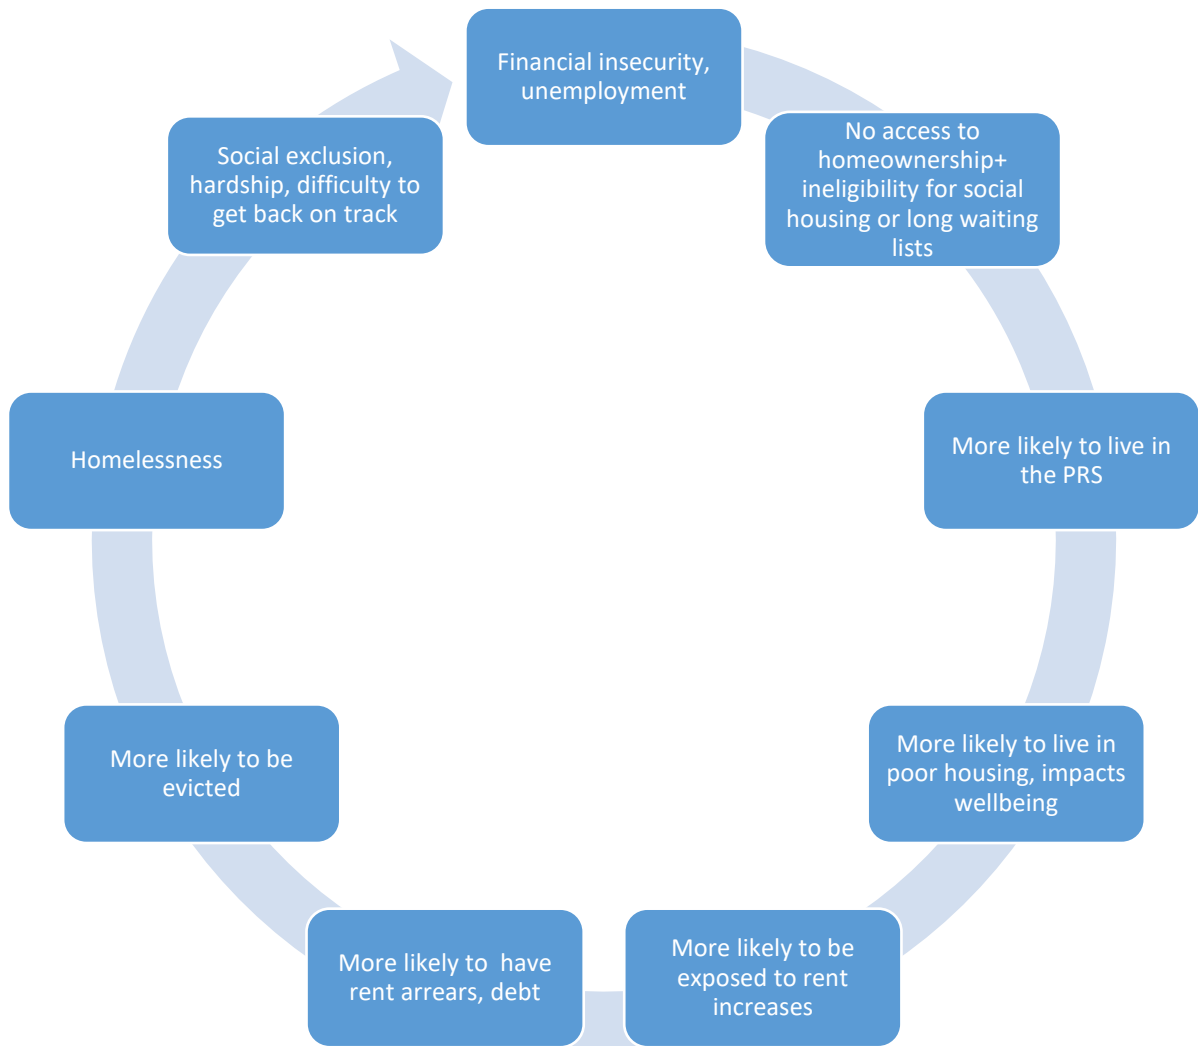 Financial insecurity,
unemployment
No access to
homeownership+
ineligibility for social
housing or long waiting
lists
More likely to live in
the PRS
More likely to live in
poor housing, impacts
wellbeing
More likely to be
exposed to rent
increases
More likely to  have
rent arrears, debt
More likely to be
evicted
Homelessness
Social exclusion,
hardship, difficulty to
get back on track